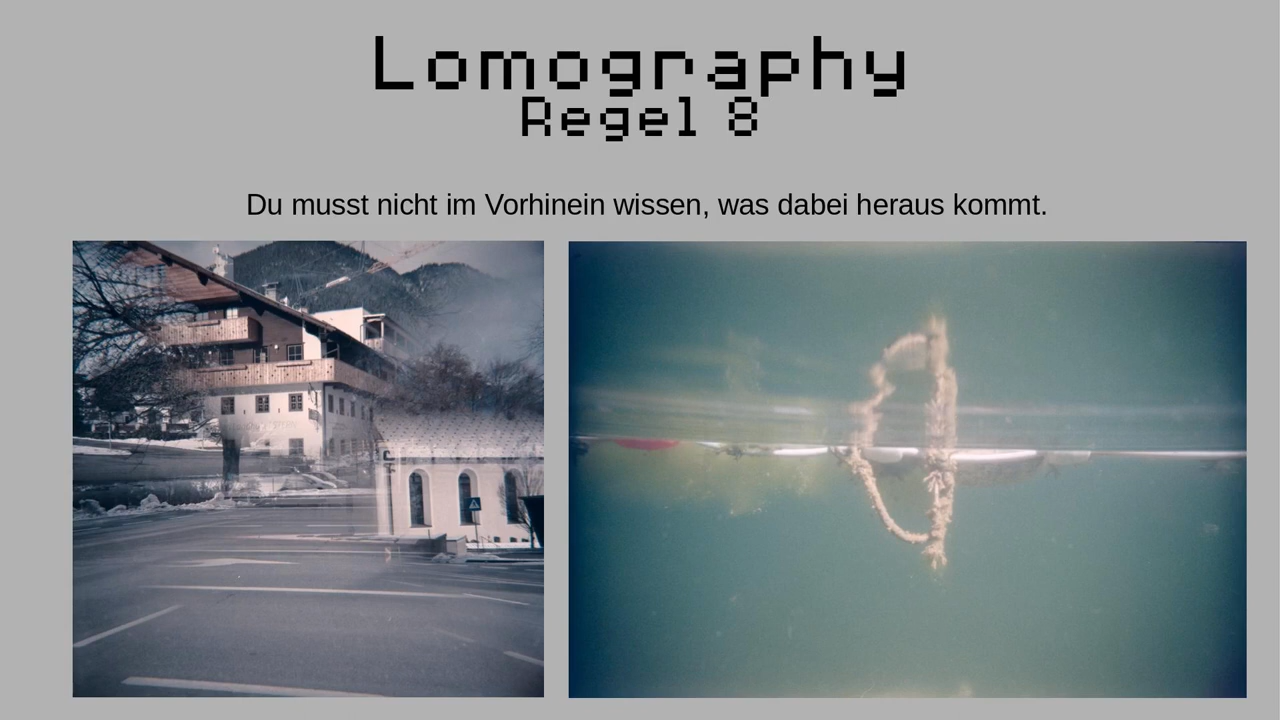 Lomography
Regel 8
Du musst nicht im Vorhinein wissen, was dabei heraus kommt.